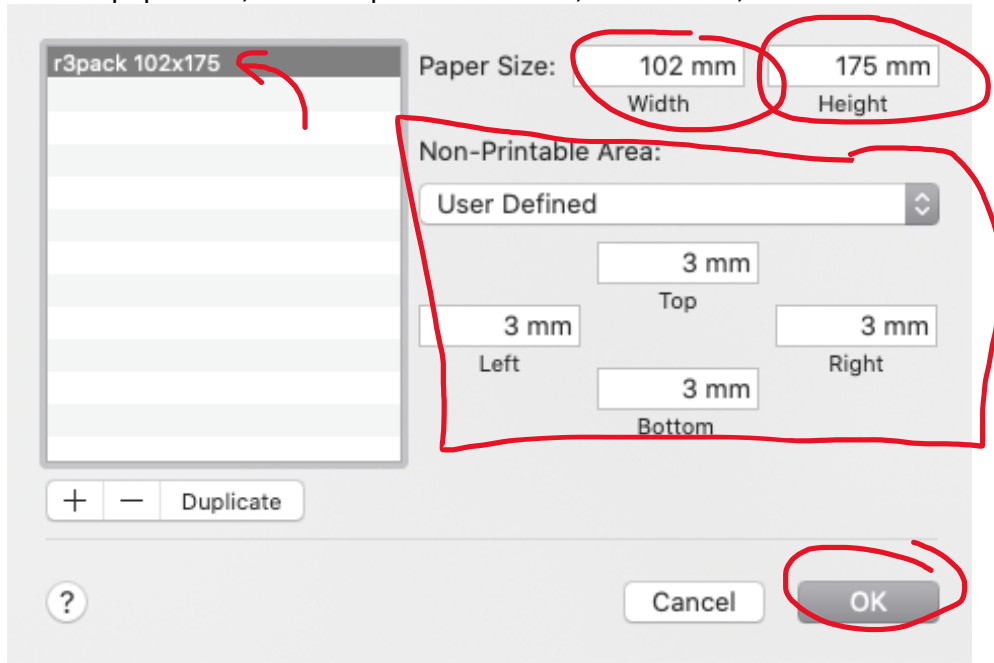 r3pack 102x175
Paper Size: 102 mm 175 mm
Width Height
Non-Printable Area:
User Defined
3 mm
Top
3 mm 3 mm
Left Right
3 mm
Bottom
+ − Duplicate
? Cancel OK